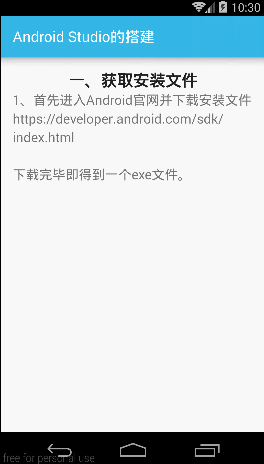 10:30
Android Studio的搭建
一、获取安装文件
1、首先进入Android官网并下载安装文件
https://developer.android.com/sdk/
index.html
下载完毕即得到一个exe文件。
free for personal use